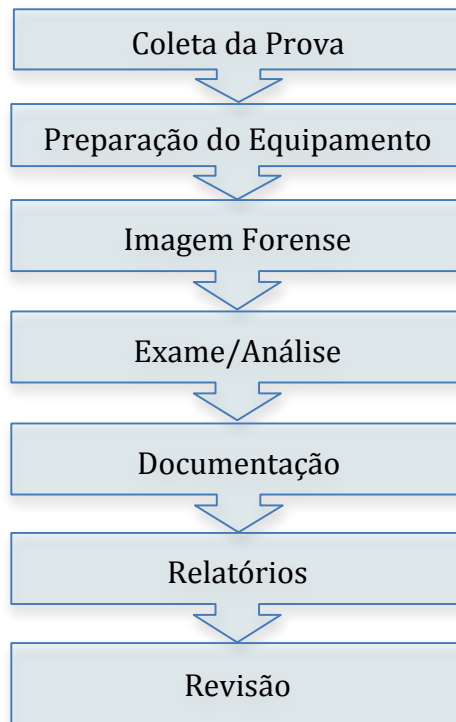 Coleta da Prova
Preparação do Equipamento
Imagem Forense
Exame/Análise
Documentação
Relatórios
Revisão